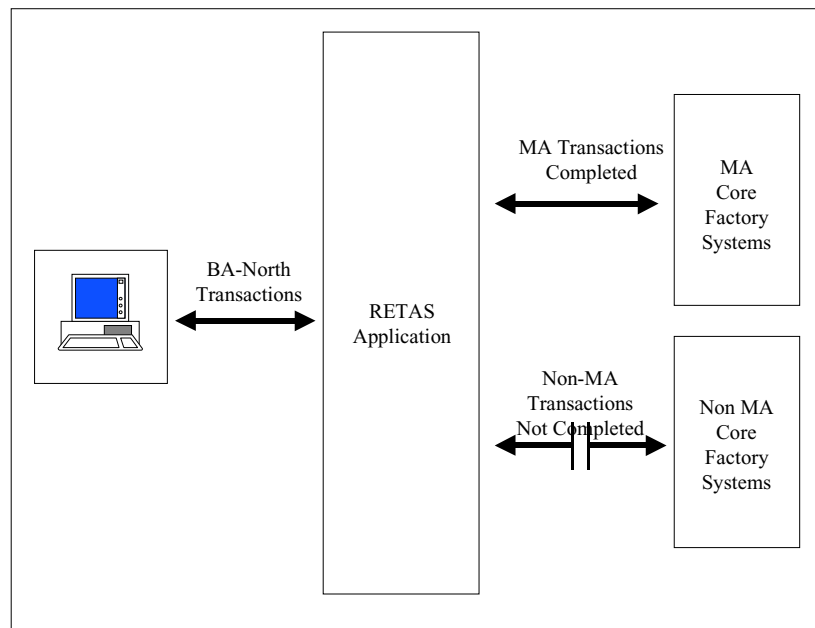 BA-North
Transactions
RETAS
Application
MA Transactions
Completed
MA
Core
Factory
Systems
Non-MA
Transactions
Not Completed
Non MA
Core
Factory
Systems